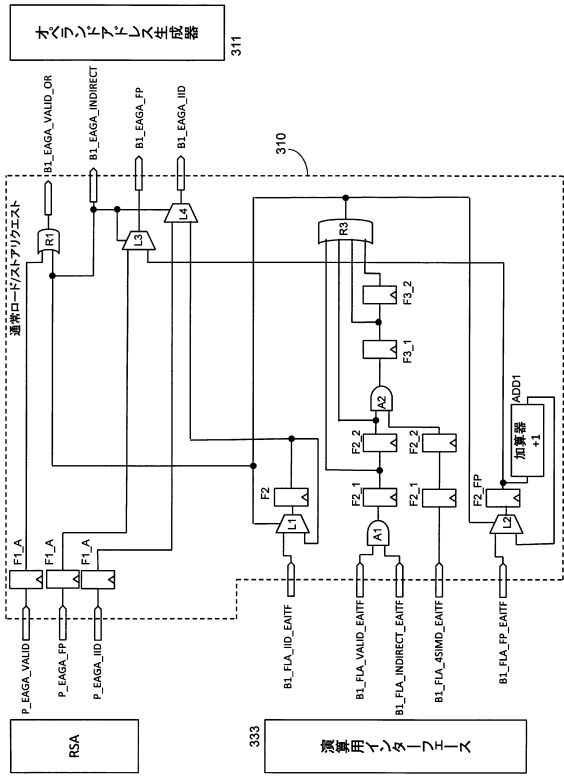 オペランドアドレス生成器
311
B1_EAGA_VALID_OR
B1_EAGA_INDIRECT
B1_EAGA_FP
B1_EAGA_IID
310
通常ロード/ストアリクエスト
R1
L3
L4
R3
F3_2
F3_1
A2
F2_2
F2_2
F2_1
F2_1
A1
F2
L1
ADD1
加算器
+1
F2_FP
L2
F1_A
F1_A
F1_A
P_EAGA_VALID
P_EAGA_FP
P_EAGA_IID
B1_FLA_IID_EAITF
B1_FLA_VALID_EAITF
B1_FLA_INDIRECT_EAITF
B1_FLA_4SIMD_EAITF
B1_FLA_FP_EAITF
RSA
333
演算用インターフェース